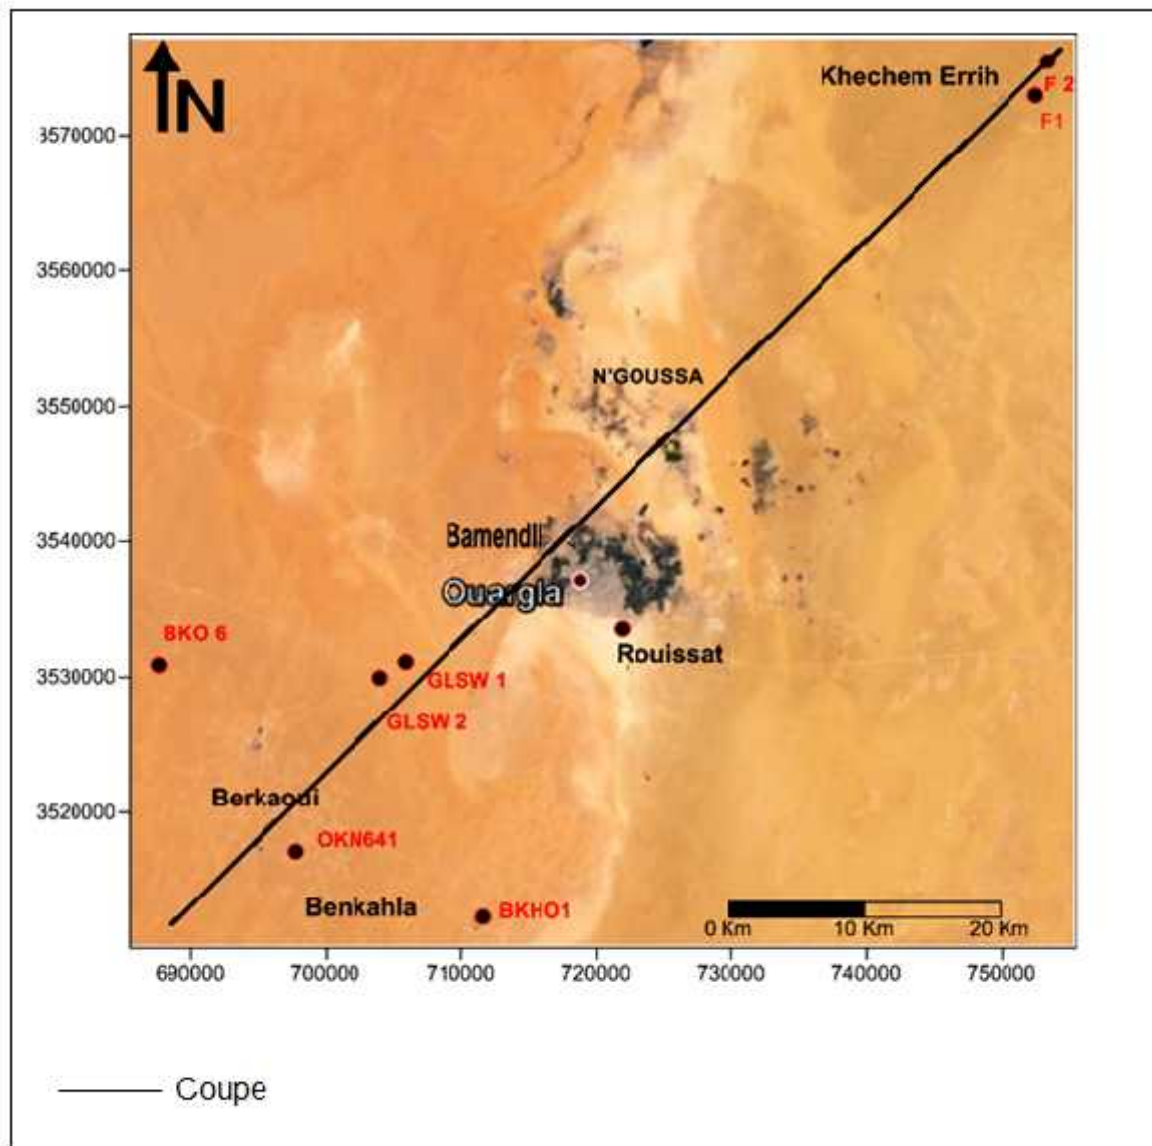 N
Khechem Errih
F 2
F1
3570000
3560000
N'GOUSSA
3550000
Bamendil
3540000
Ouargla
BKO 6
Rouissat
3530000
GLSW 1
GLSW 2
Berkaoui
3520000
OKN641
Benkahla
BKHO1
0 Km 10 Km 20 Km
690000 700000 710000 720000 730000 740000 750000
Coupe